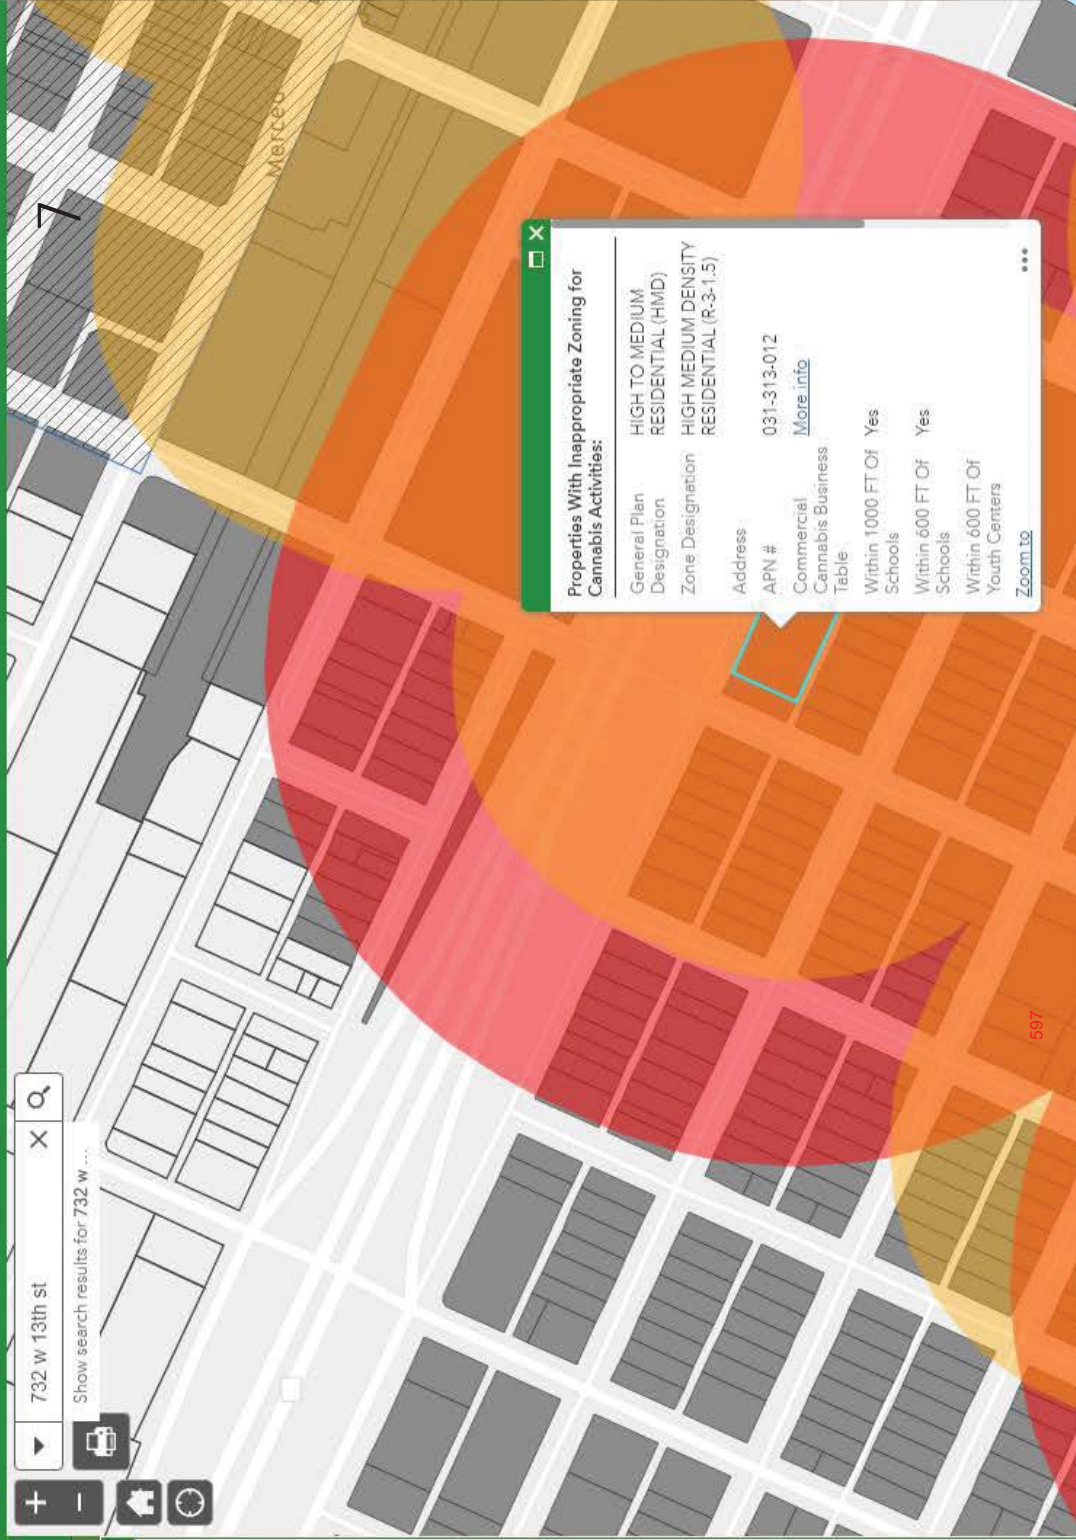 732 w 13th st
Show search results for 732 w ...
Merced
7
Properties With Inappropriate Zoning for
Cannabis Activities:
General Plan Designation HIGH TO MEDIUM RESIDENTIAL (HMD)
Zone Designation HIGH MEDIUM DENSITY RESIDENTIAL (R-3-1.5)
Address
APN # 031-313-012
Commercial Cannabis Business Table More info
Within 1000 FT Of Schools Yes
Within 600 FT Of Schools Yes
Within 600 FT Of Youth Centers
Zoom to
597